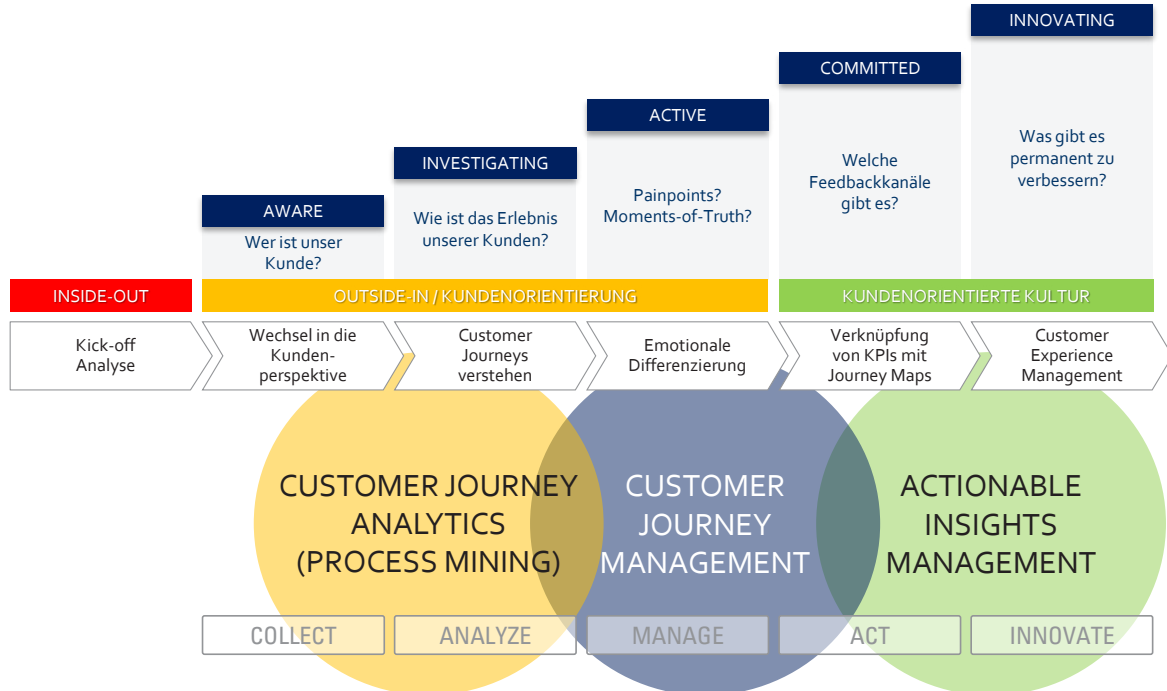 INNOVATING
Was gibt es
permanent zu
verbessern?
COMMITTED
Welche
Feedbackkanäle
gibt es?
ACTIVE
Painpoints?
Moments-of-Truth?
INVESTIGATING
Wie ist das Erlebnis
unserer Kunden?
AWARE
Wer ist unser
Kunde?
INSIDE-OUT
OUTSIDE-IN / KUNDENORIENTIERUNG
KUNDENORIENTIERTE KULTUR
Kick-off
Analyse
Wechsel in die
Kunden-
perspektive
Customer
Journeys
verstehen
Emotionale
Differenzierung
Verknüpfung
von KPIs mit
Journey Maps
Customer
Experience
Management
CUSTOMER JOURNEY
ANALYTICS
(PROCESS MINING)
CUSTOMER
JOURNEY
MANAGEMENT
ACTIONABLE
INSIGHTS
MANAGEMENT
COLLECT
ANALYZE
MANAGE
ACT
INNOVATE